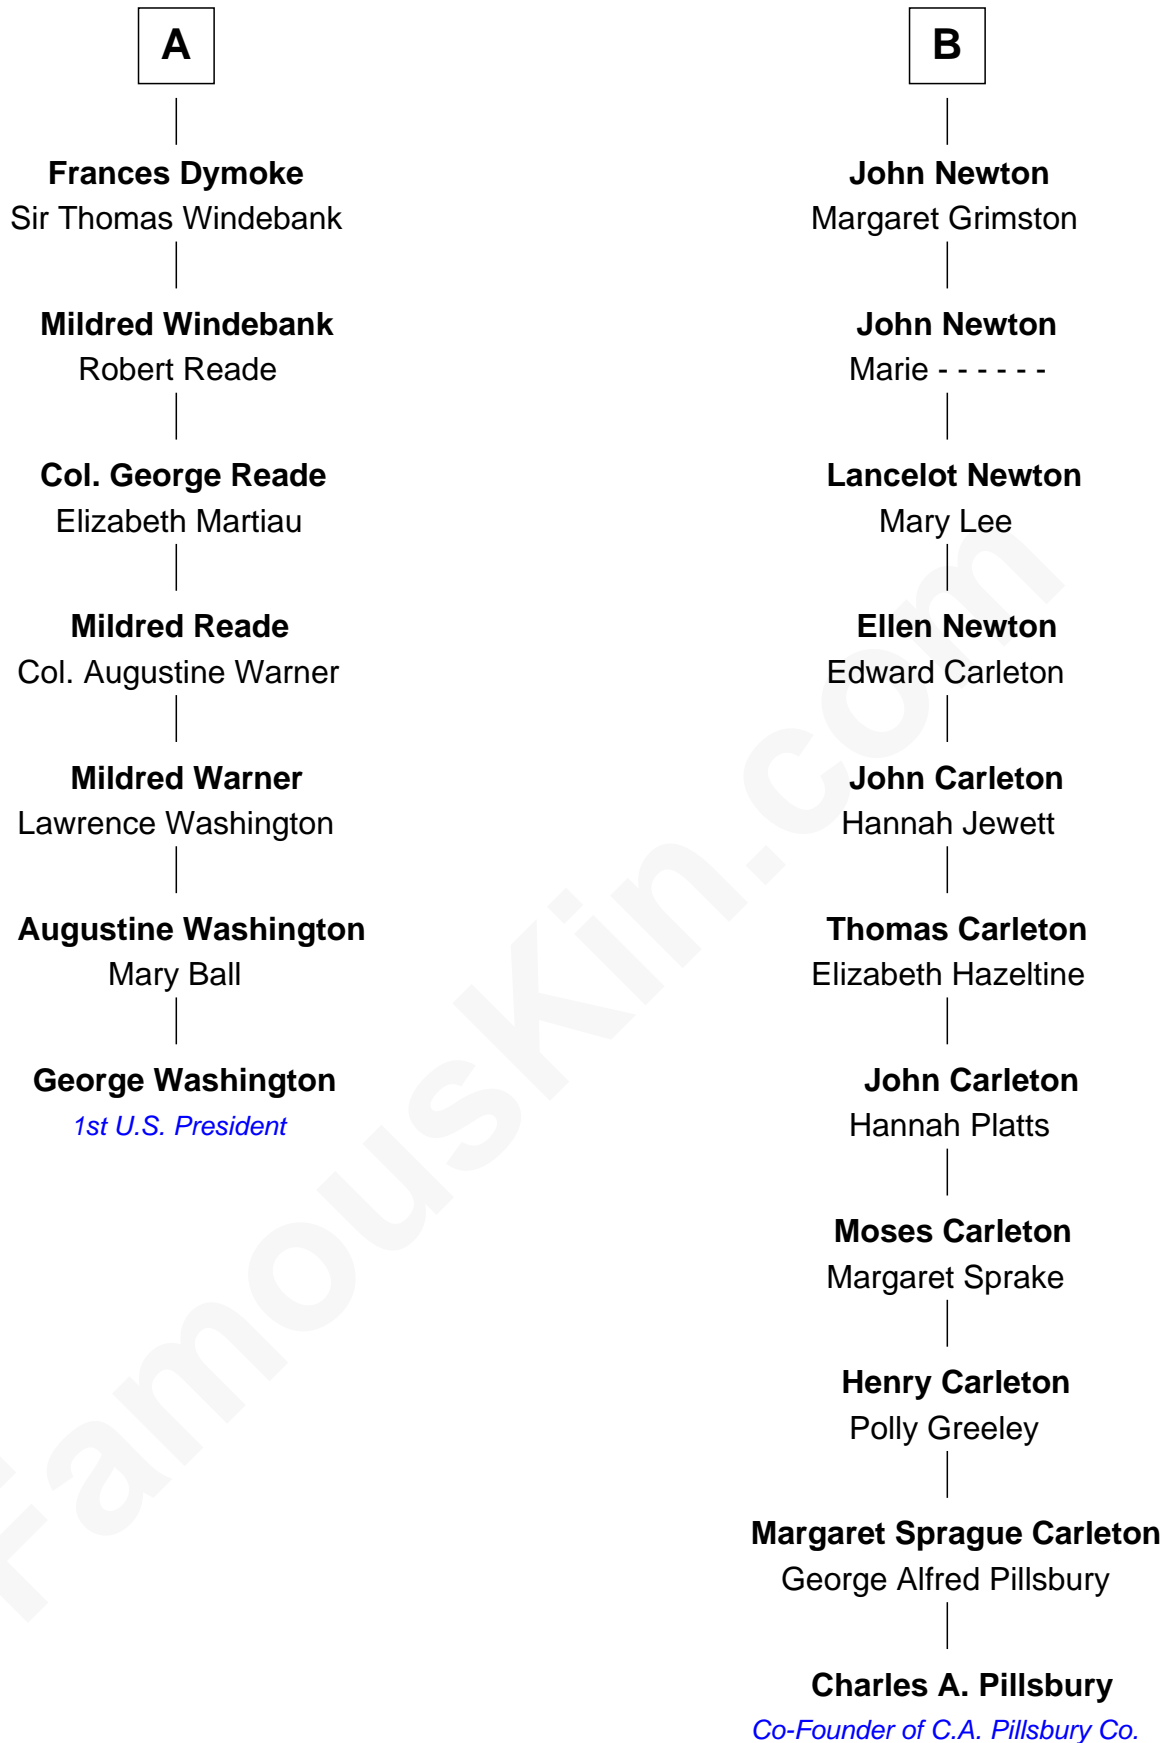 A
Frances Dymoke
Sir Thomas Windebank
Mildred Windebank
Robert Reade
Col. George Reade
Elizabeth Martiau
Mildred Reade
Col. Augustine Warner
Mildred Warner
Lawrence Washington
Augustine Washington
Mary Ball
George Washington
1st U.S. President
B
John Newton
Margaret Grimston
John Newton
Marie - - - - - -
Lancelot Newton
Mary Lee
Ellen Newton
Edward Carleton
John Carleton
Hannah Jewett
Thomas Carleton
Elizabeth Hazeltine
John Carleton
Hannah Platts
Moses Carleton
Margaret Sprake
Henry Carleton
Polly Greeley
Margaret Sprague Carleton
George Alfred Pillsbury
Charles A. Pillsbury
Co-Founder of C.A. Pillsbury Co.
FamousKin.com